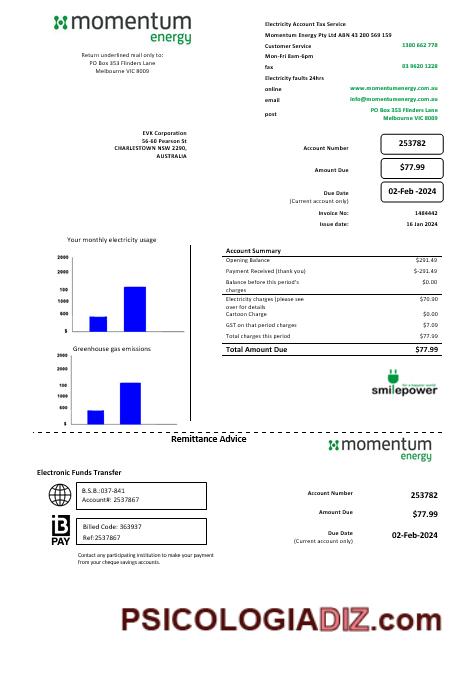 momentum
energy
Return underlined mail only to:
PO Box 353 Flinders Lane
Melbourne VIC 8009
Electricity Account Tax Service
Momentum Energy Pty Ltd ABN 43 200 569 159
Customer Service 1300 662 778
Mon-Fri 8am-6pm
fax 03 9620 1228
Electricity faults 24hrs
online www.momentumenergy.com.au
email info@momentumenergy.com.au
post PO Box 353 Flinders Lane
Melbourne VIC 8009
EVK Corporation
56-60 Pearson St
CHARLESTOWN NSW 2290,
AUSTRALIA
Account Number 253782
Amount Due $77.99
Due Date 02-Feb -2024
(Current account only)
Invoice No: 1484442
Issue date: 16 Jan 2024
Your monthly electricity usage
2000
2000
100
1000
600
$
Greenhouse gas emissions
2000
2000
100
1000
600
$
Account Summary
Opening Balance $291.49
Payment Received (thank you) $-291.49
Balance before this period's $0.00
charges
Electricity charges (please see $70.90
over for details
Cartoon Charge $0.00
GST on that period charges $7.09
Total charges this period $77.99
Total Amount Due $77.99
smilepower
Remittance Advice
momentum
energy
Electronic Funds Transfer
B.S.B.:037-841
Account#: 2537867
B
PAY
Billed Code: 363937
Ref:2537867
Contact any participating institution to make your payment
from your cheque savings accounts.
Account Number 253782
Amount Due $77.99
Due Date 02-Feb-2024
(Current account only)
PSICOLOGIADIZ.com